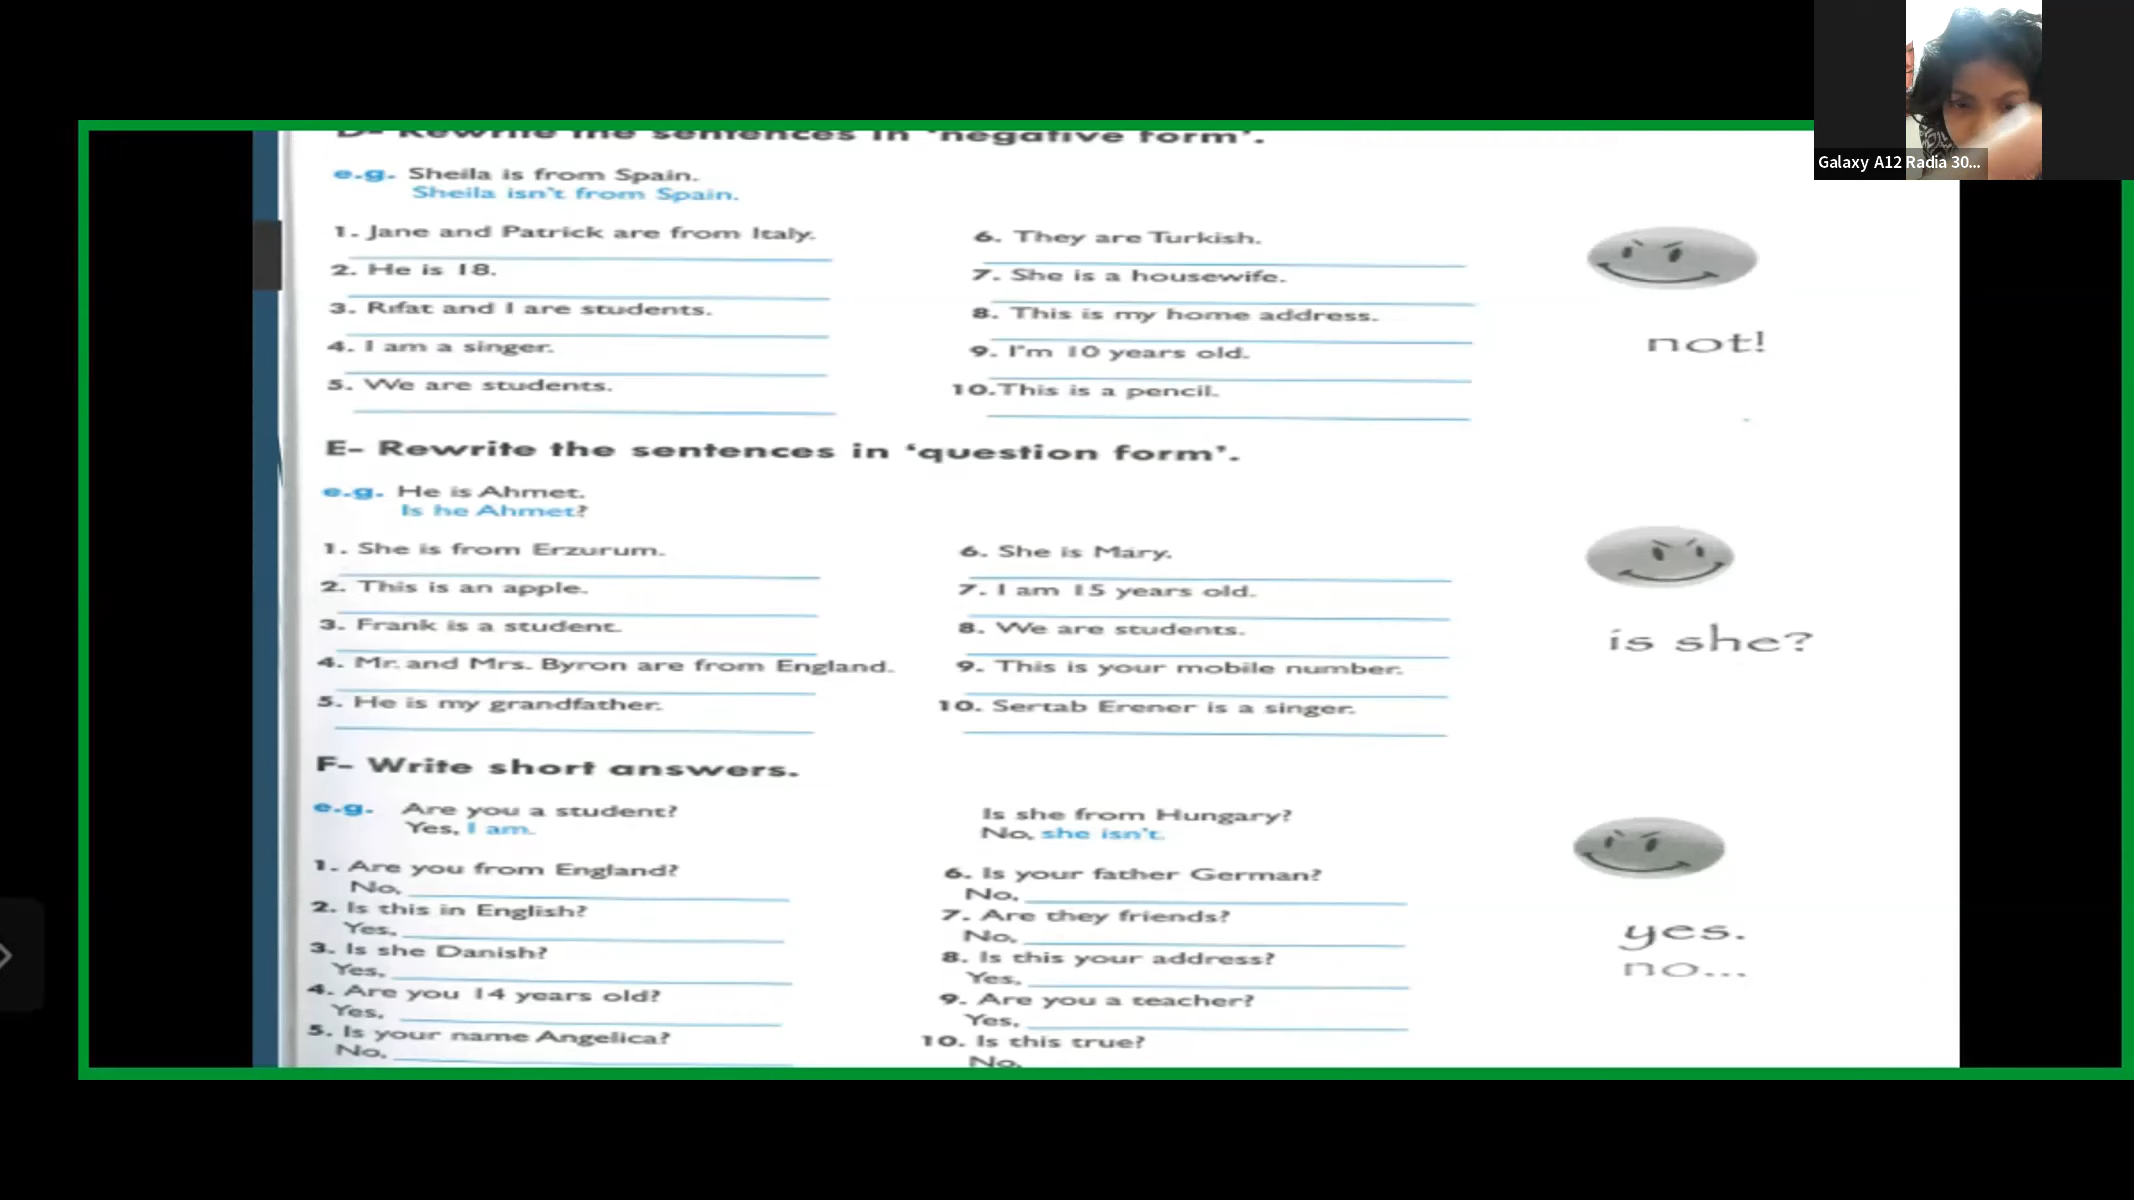 D- Rewrite the sentences in 'negative form'.
e.g. Sheila is from Spain.
Sheila isn't from Spain.
1. Jane and Patrick are from Italy.
2. He is 18.
3. Rıfat and I are students.
4. I am a singer.
5. We are students.
6. They are Turkish.
7. She is a housewife.
8. This is my home address.
9. I'm 10 years old.
10. This is a pencil.
not!
E- Rewrite the sentences in 'question form'.
e.g. He is Ahmet.
Is he Ahmet?
1. She is from Erzurum.
2. This is an apple.
3. Frank is a student.
4. Mr. and Mrs. Byron are from England.
5. He is my grandfather.
6. She is Mary.
7. I am 15 years old.
8. We are students.
9. This is your mobile number.
10. Sertab Erener is a singer.
is she?
F- Write short answers.
e.g. Are you a student?
Yes, I am.
Is she from Hungary?
No, she isn't.
1. Are you from England?
No,
2. Is this in English?
Yes,
3. Is she Danish?
Yes,
4. Are you 14 years old?
Yes,
5. Is your name Angelica?
No,
6. Is your father German?
No,
7. Are they friends?
No,
8. Is this your address?
Yes,
9. Are you a teacher?
Yes,
10. Is this true?
No,
yes.
no...
Galaxy A12 Radia 30...